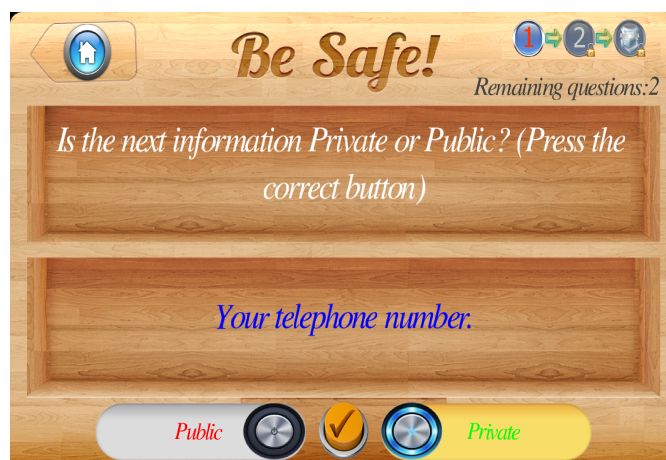 Be Safe!
1 2
Remaining questions:2
Is the next information Private or Public? (Press the
correct button)
Your telephone number.
Public Private